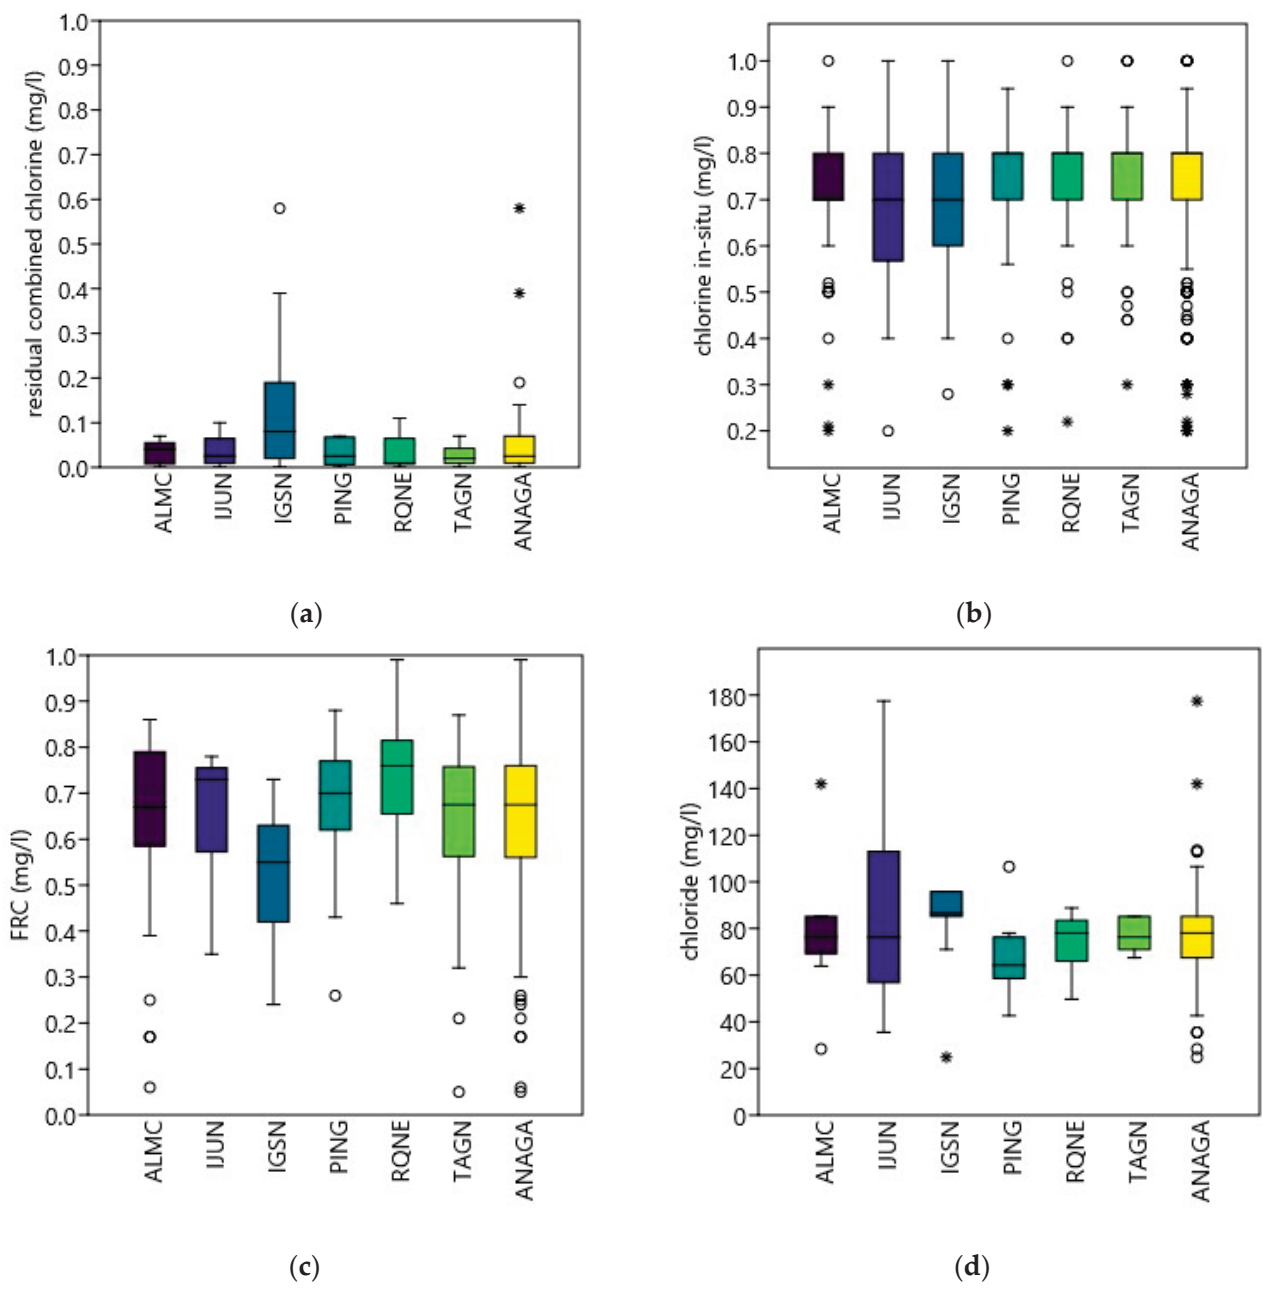 residual combined chlorine (mg/l)
1.0
0.9
0.8
0.7
0.6
0.5
0.4
0.3
0.2
0.1
0.0
ALMC
IJUN
IGSN
PING
RQNE
TAGN
ANAGA
(a)
chlorine in-situ (mg/l)
1.0
0.9
0.8
0.7
0.6
0.5
0.4
0.3
0.2
ALMC
IJUN
IGSN
PING
RQNE
TAGN
ANAGA
(b)
FRC (mg/l)
1.0
0.9
0.8
0.7
0.6
0.5
0.4
0.3
0.2
0.1
0.0
ALMC
IJUN
IGSN
PING
RQNE
TAGN
ANAGA
(c)
chloride (mg/l)
180
160
140
120
100
80
60
40
20
0
ALMC
IJUN
IGSN
PING
RQNE
TAGN
ANAGA
(d)